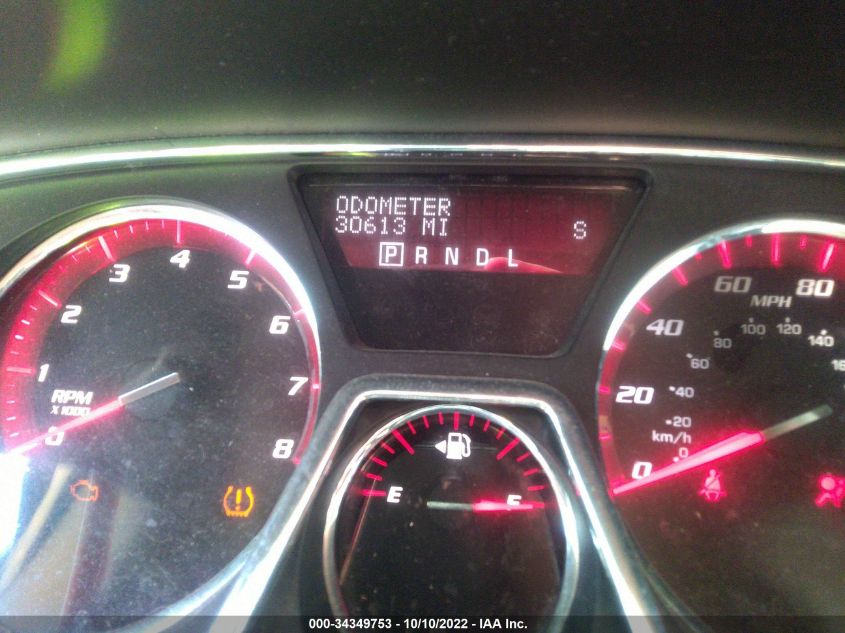 ODOMETER
30613 MI
S
P R N D L
0 1 2 3 4 5 6 7 8
RPM
X 1000
E F
0 20 40 60 80
MPH
0 20 40 60 80 100 120 140
km/h
000-34349753 - 10/10/2022 - IAA Inc.